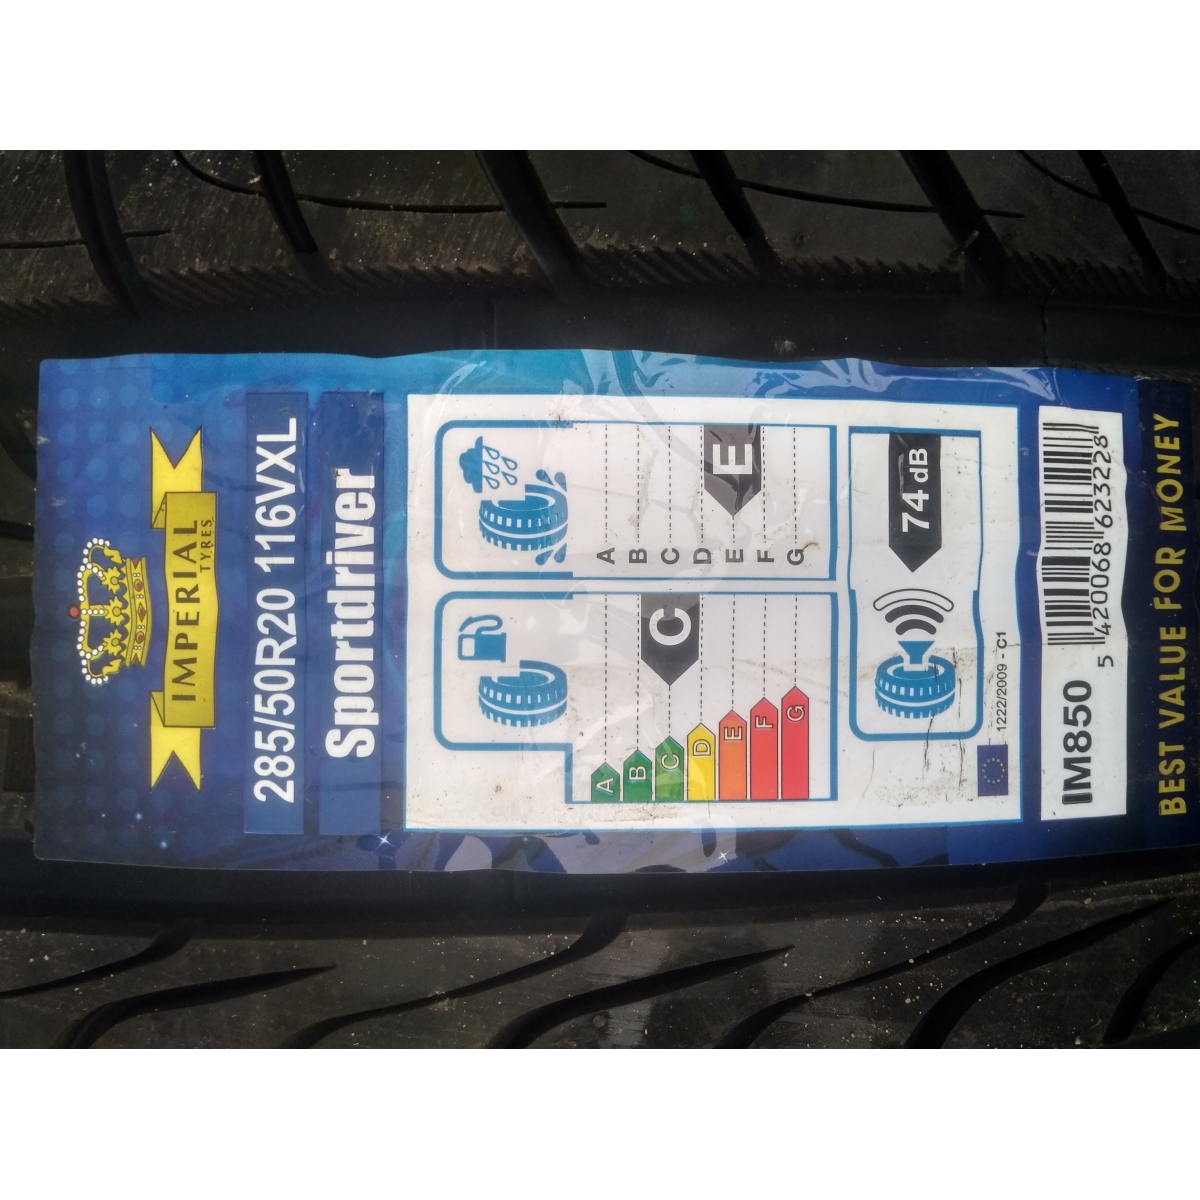 IMPERIAL
TYRES
285/50R20 116VXL
Sportdriver
A
B
C
D
E
F
G
C
A
B
C
D
E
F
G
E
74 dB
1222/2009 - C1
IM850
5 420068 623228
BEST VALUE FOR MONEY